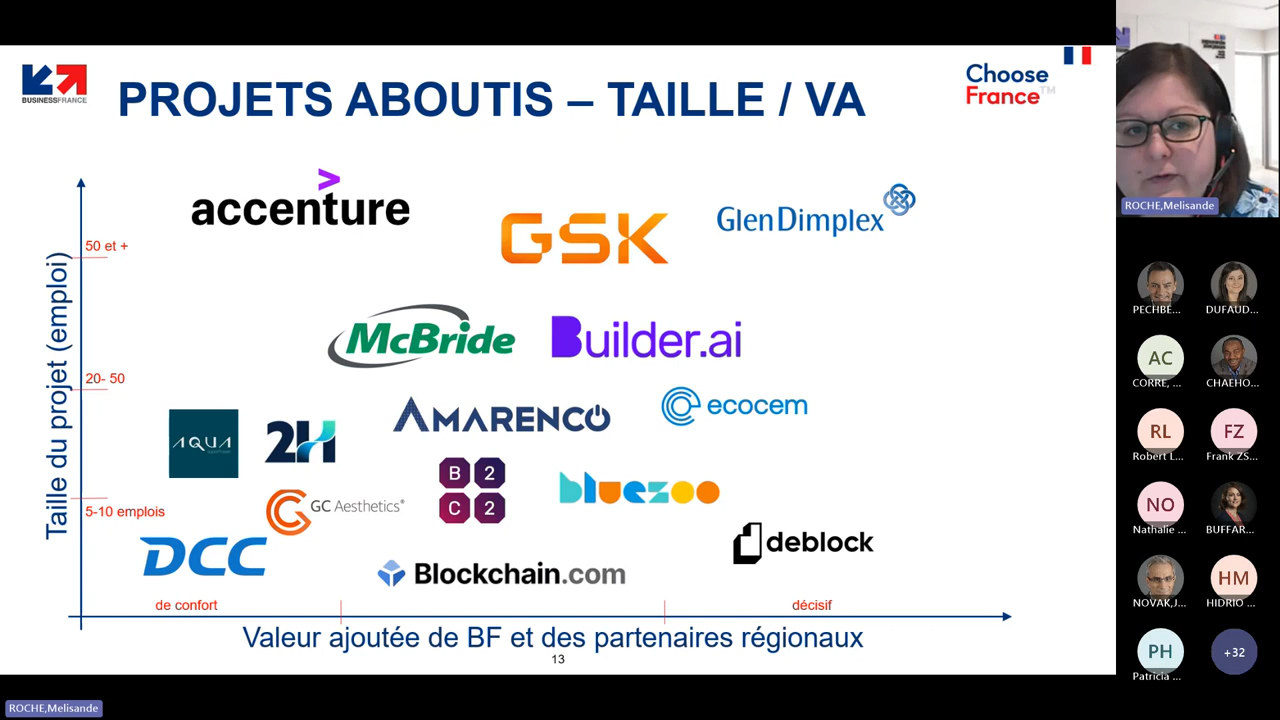 BUSINESSFRANCE
PROJETS ABOUTIS – TAILLE / VA
Choose
France™
accenture
GSK
GlenDimplex
50 et +
McBride
Builder.ai
20- 50
AQUA
2H
AMARENCO
ecocem
GC Aesthetics®
B 2
C 2
bluezoo
5-10 emplois
DCC
Blockchain.com
deblock
de confort
décisif
Taille du projet (emploi)
Valeur ajoutée de BF et des partenaires régionaux
13
ROCHE,Melisande
PECHBE...
DUFAUD...
AC
CORRE, ...
CHAEHO...
RL
Robert L...
FZ
Frank ZS...
NO
Nathalie ...
BUFFAR...
NOVAK,J...
HM
HIDRIO ...
PH
Patricia ...
+32
ROCHE,Melisande